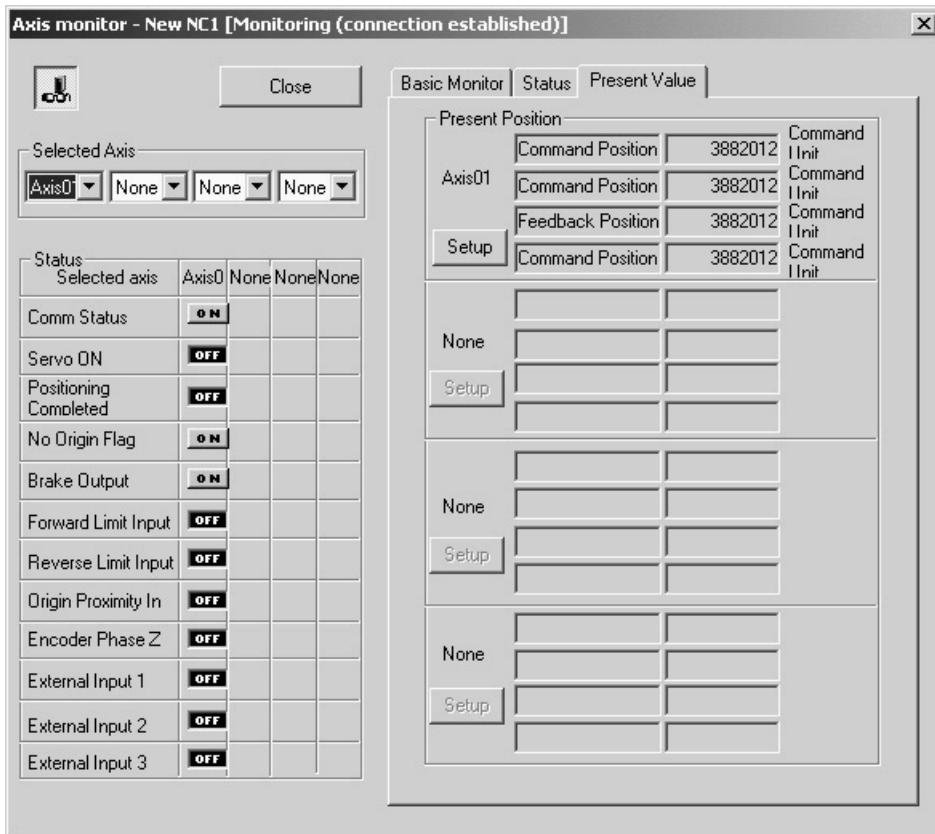 Axis monitor - New NC1 [Monitoring (connection established)]
Close
Selected Axis
Axis01 None None None
Status
Selected axis Axis0 None None None
Comm Status ON
Servo ON OFF
Positioning
Completed OFF
No Origin Flag ON
Brake Output ON
Forward Limit Input OFF
Reverse Limit Input OFF
Origin Proximity In OFF
Encoder Phase Z OFF
External Input 1 OFF
External Input 2 OFF
External Input 3 OFF
Basic Monitor Status Present Value
Present Position
Axis01
Setup
Command Position 3882012 Command
Unit
Command Position 3882012 Command
Unit
Feedback Position 3882012 Command
Unit
Command Position 3882012 Command
Unit
None
Setup
None
Setup
None
Setup